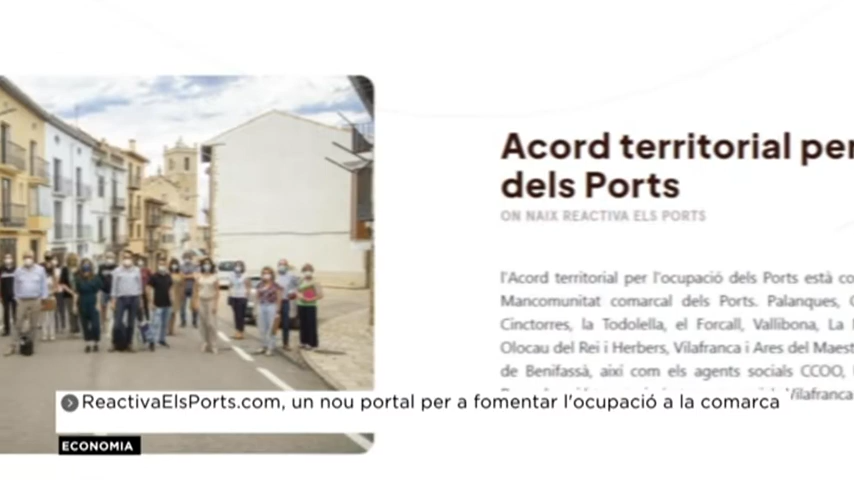 Acord territorial per
dels Ports
ON NAIX REACTIVA ELS PORTS
l'Acord territorial per l'ocupació dels Ports està co
Mancomunitat comarcal dels Ports. Palanques,
Cinctorres, la Todolella, el Forcall, Vallibona, La
Olocau del Rei i Herbers, Vilafranca i Ares del Maest
de Benifassà, així com els agents socials CCOO,
Vilafranca
ReactivaElsPorts.com, un nou portal per a fomentar l'ocupació a la comarca
ECONOMIA